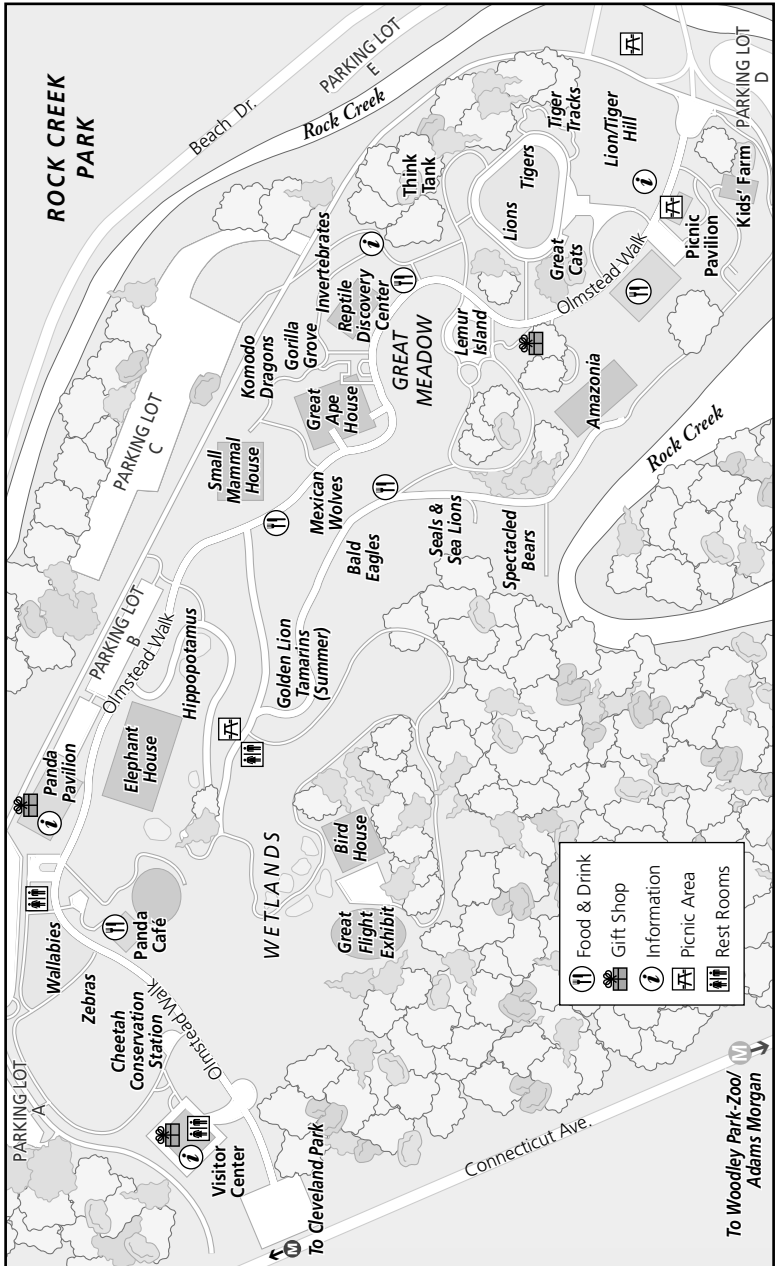 ROCK CREEK
PARK
Beach Dr.
PARKING LOT
E
Rock Creek
PARKING LOT
D
Tiger
Tracks
Lion/Tiger
Hill
Think
Tank
Tigers
Lions
Great
Cats
Kids' Farm
Picnic
Pavilion
Olmstead Walk
Invertebrates
Reptile
Discovery
Center
Gorilla
Grove
Komodo
Dragons
GREAT
MEADOW
Lemur
Island
Great
Ape
House
Amazonia
Small
Mammal
House
PARKING LOT
C
Mexican
Wolves
Bald
Eagles
Seals &
Sea Lions
Spectacled
Bears
Rock Creek
PARKING LOT
B
Olmstead Walk
Hippopotamus
Golden Lion
Tamarins
(Summer)
Elephant
House
Panda
Pavilion
WETLANDS
Bird
House
Great
Flight
Exhibit
Wallabies
Zebras
Panda
Café
Cheetah
Conservation
Station
Olmstead Walk
PARKING LOT
A
Visitor
Center
M
To Cleveland Park
Connecticut Ave.
M
To Woodley Park-Zoo/
Adams Morgan
Food & Drink
Gift Shop
i Information
Picnic Area
Rest Rooms